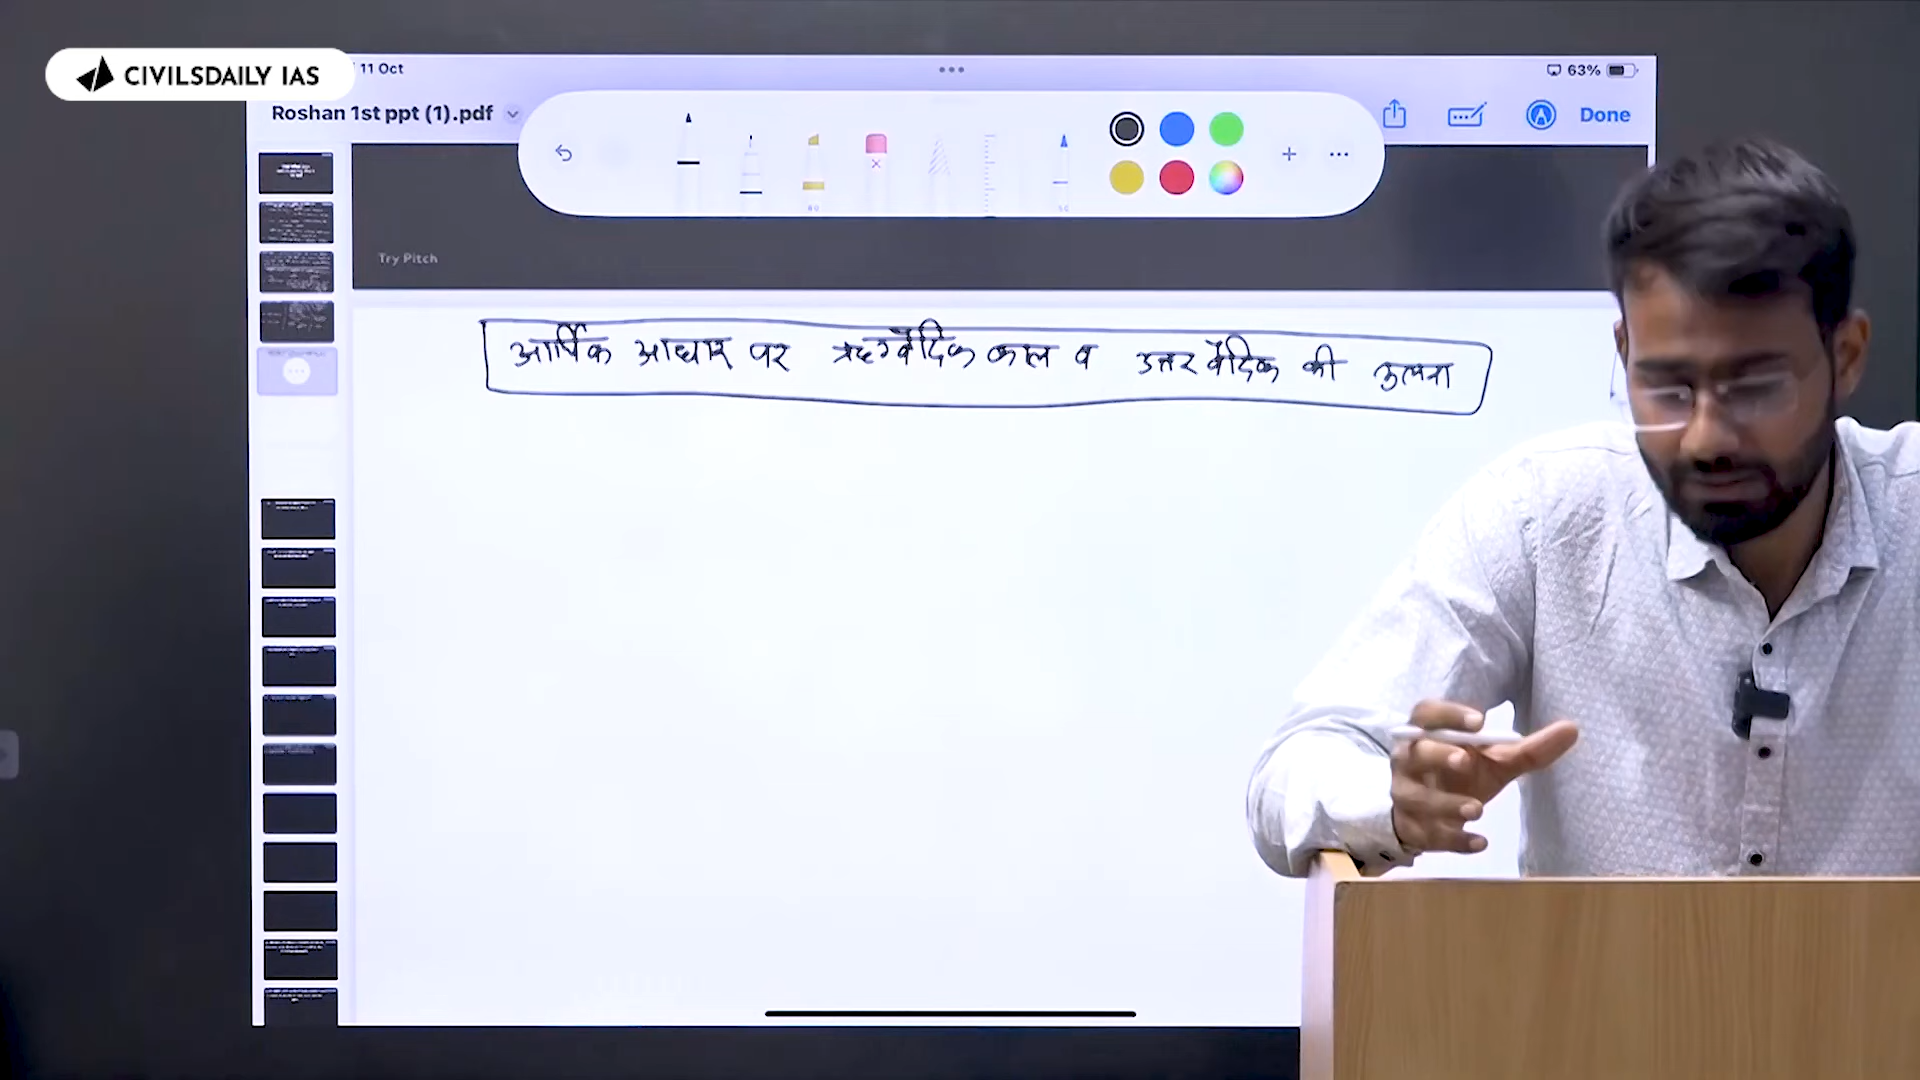 CIVILSDAILY IAS
11 Oct
63%
Roshan 1st ppt (1).pdf
Done
Try Pitch
आर्थिक आधार पर ऋग्वैदिक काल व उत्तर वैदिक की तुलना